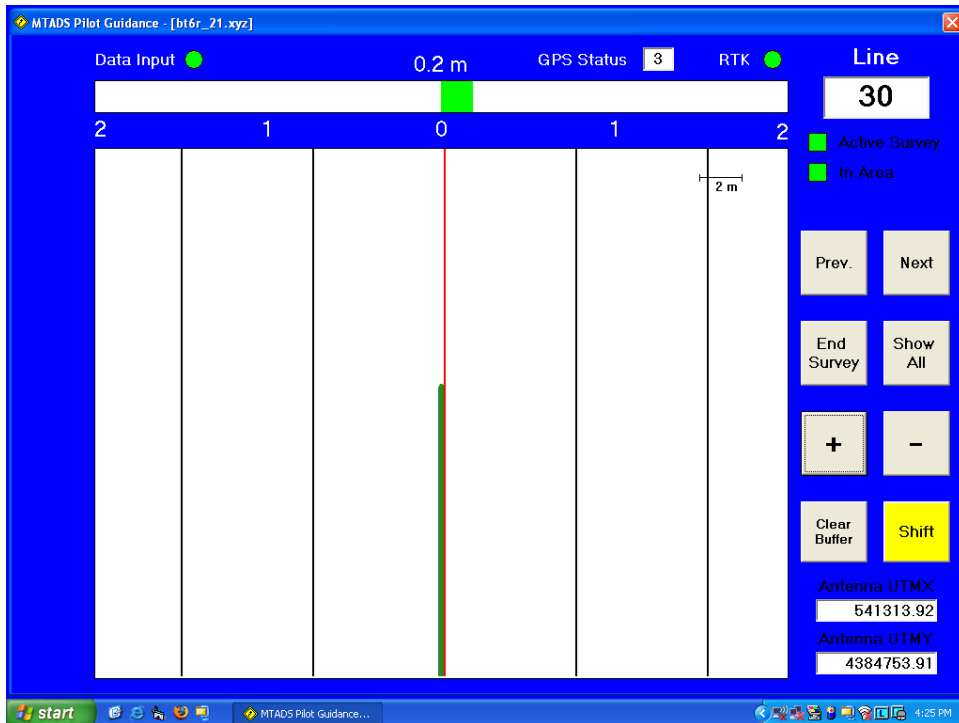 MTADS Pilot Guidance - [bt6r_21.xyz]
Data Input
0.2 m
GPS Status
3
RTK
Line
30
2 1 0 1 2
Active Survey
In Area
2 m
Prev.
Next
End
Survey
Show
All
+
-
Clear
Buffer
Shift
Antenna UTMX
541313.92
Antenna UTMY
4384753.91
start
MTADS Pilot Guidance...
4:25 PM